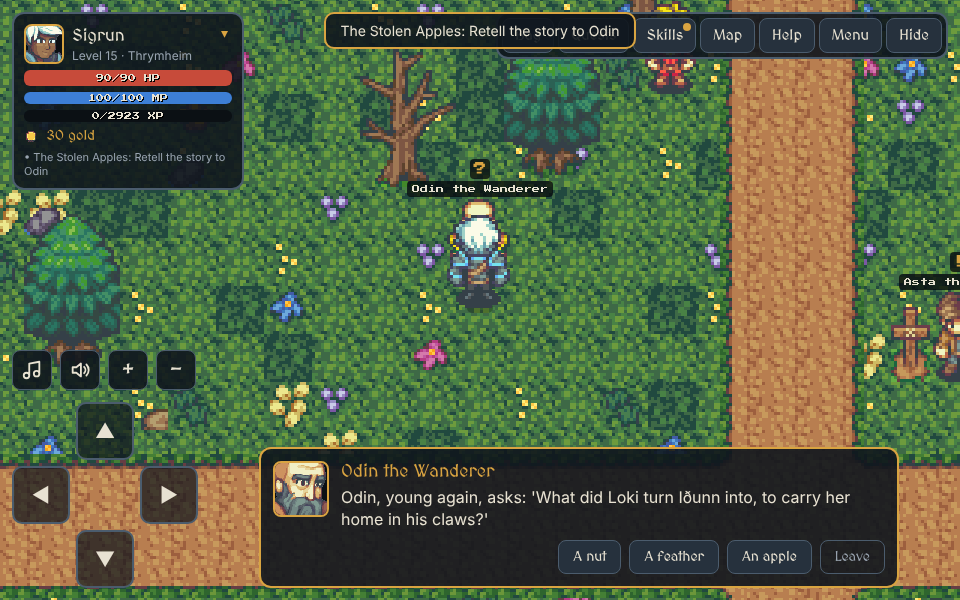 Sigrun
Level 15 · Thrymheim
90/90 HP
100/100 MP
0/2923 XP
30 gold
• The Stolen Apples: Retell the story to
Odin
The Stolen Apples: Retell the story to Odin
Skills
Map
Help
Menu
Hide
?
Odin the Wanderer
Asta th
Odin the Wanderer
Odin, young again, asks: 'What did Loki turn Iðunn into, to carry her
home in his claws?'
A nut
A feather
An apple
Leave